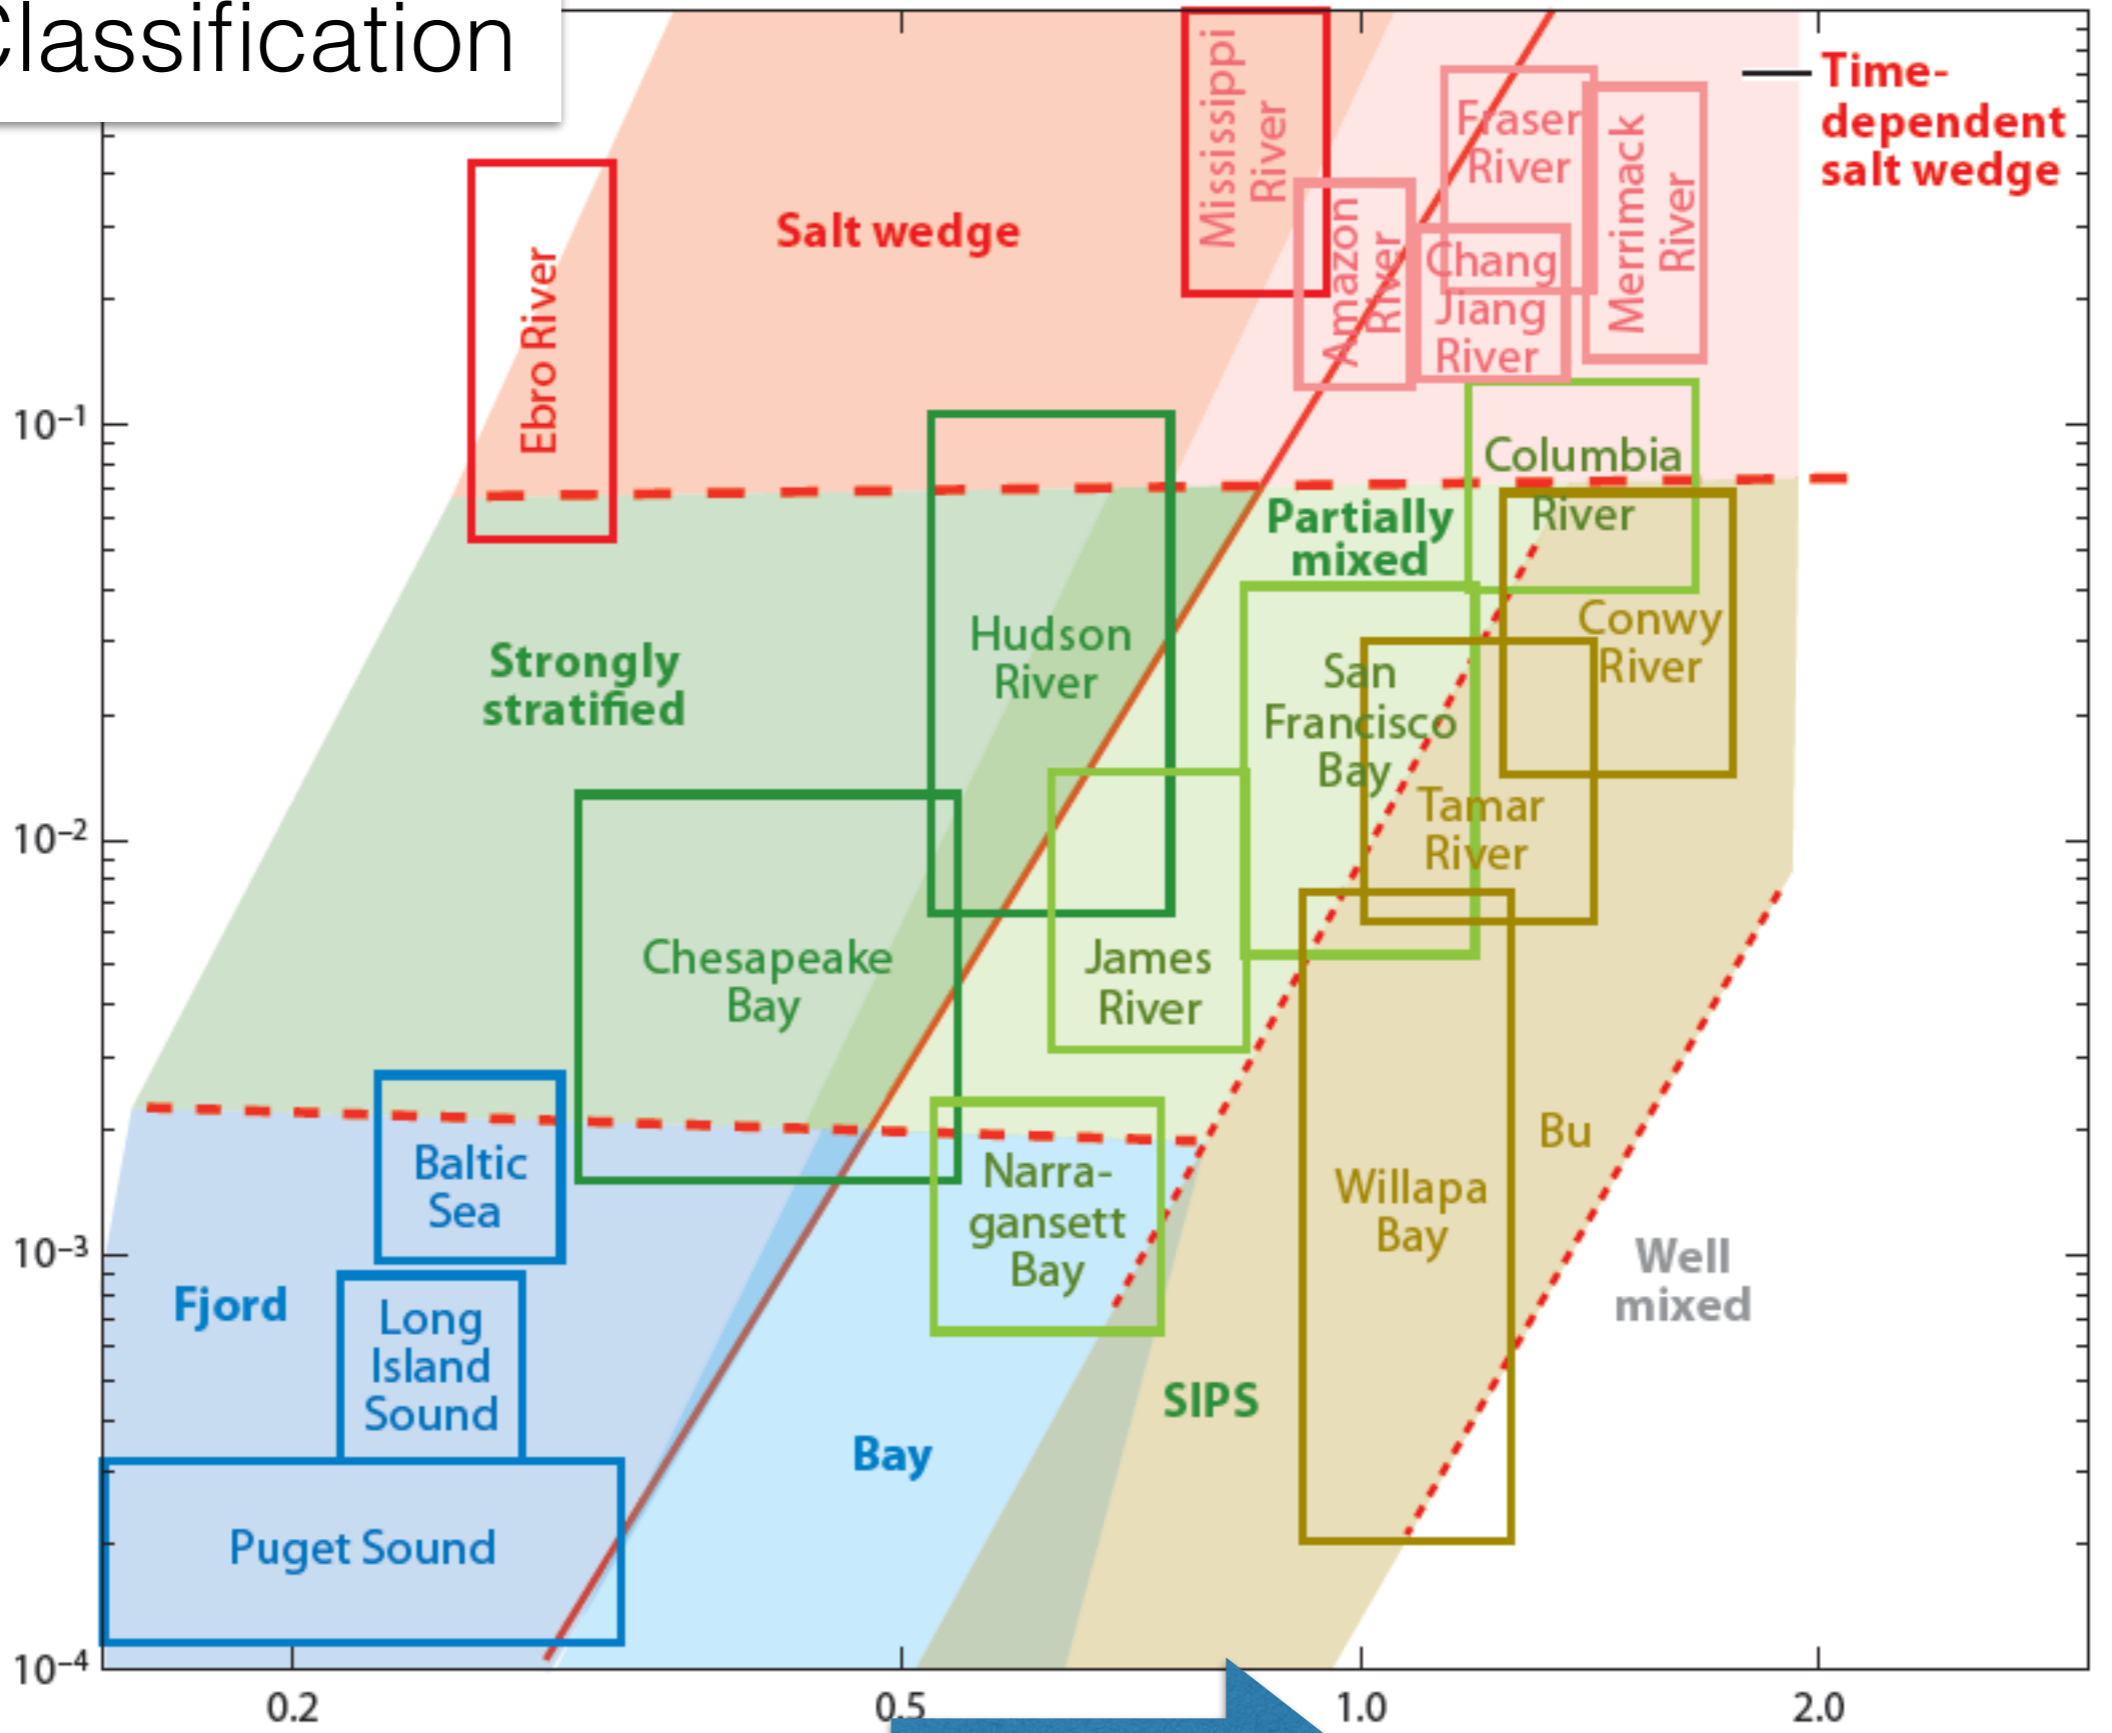 Classification
Time-
dependent
salt wedge
Mississippi
River
Fraser
River
Merrimack
River
Salt wedge
Amazon
River
Chang
Jiang
River
Ebro River
10⁻¹
Columbia
River
Partially
mixed
Hudson
River
Conwy
River
Strongly
stratified
San
Francisco
Bay
Tamar
River
10⁻²
Chesapeake
Bay
James
River
Bu
Baltic
Sea
Narra-
gansett
Bay
Willapa
Bay
10⁻³
Well
mixed
Fjord
Long
Island
Sound
SIPS
Bay
Puget Sound
10⁻⁴
0.2
0.5
1.0
2.0